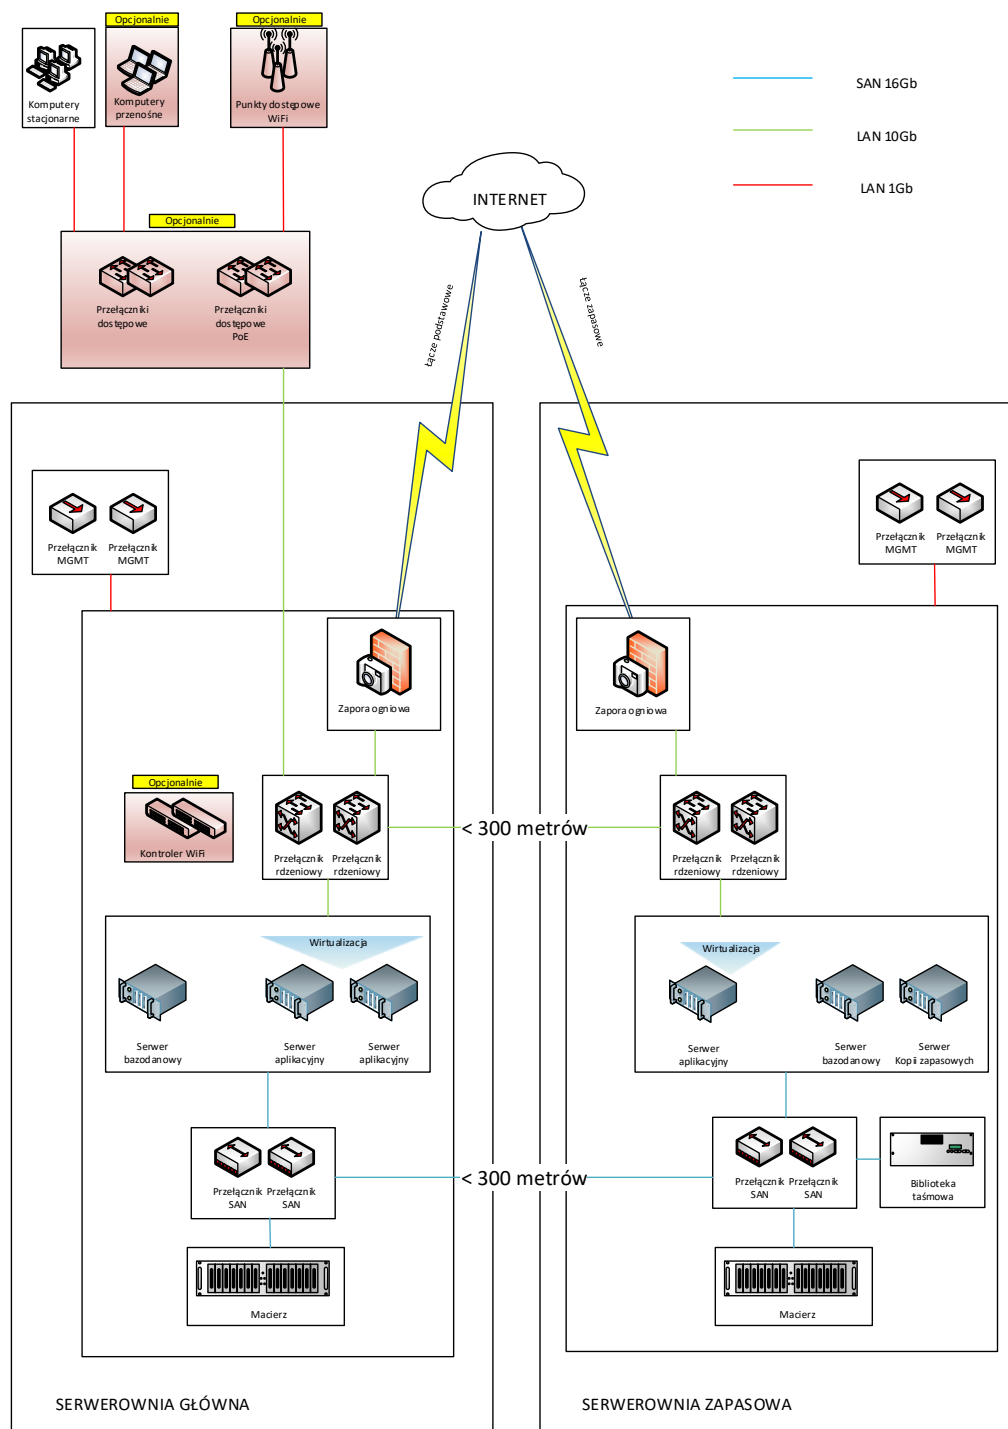 Opcjonalnie
Opcjonalnie
Komputery
stacjonarne
Komputery
przenośne
Punkty dostępowe
WiFi
SAN 16Gb
LAN 10Gb
LAN 1Gb
INTERNET
Opcjonalnie
Przełączniki
dostępowe
Przełączniki
dostępowe
PoE
Łącze podstawowe
Łącze zapasowe
Przełącznik
MGMT
Przełącznik
MGMT
Przełącznik
MGMT
Przełącznik
MGMT
Zapora ogniowa
Zapora ogniowa
Opcjonalnie
Kontroler WiFi
Przełącznik
rdzeniowy
Przełącznik
rdzeniowy
< 300 metrów
Przełącznik
rdzeniowy
Przełącznik
rdzeniowy
Wirtualizacja
Serwer
bazodanowy
Serwer
aplikacyjny
Serwer
aplikacyjny
Wirtualizacja
Serwer
aplikacyjny
Serwer
bazodanowy
Serwer
Kopii zapasowych
Przełącznik
SAN
Przełącznik
SAN
< 300 metrów
Przełącznik
SAN
Przełącznik
SAN
Biblioteka
taśmowa
Macierz
Macierz
SERWEROWNIA GŁÓWNA
SERWEROWNIA ZAPASOWA